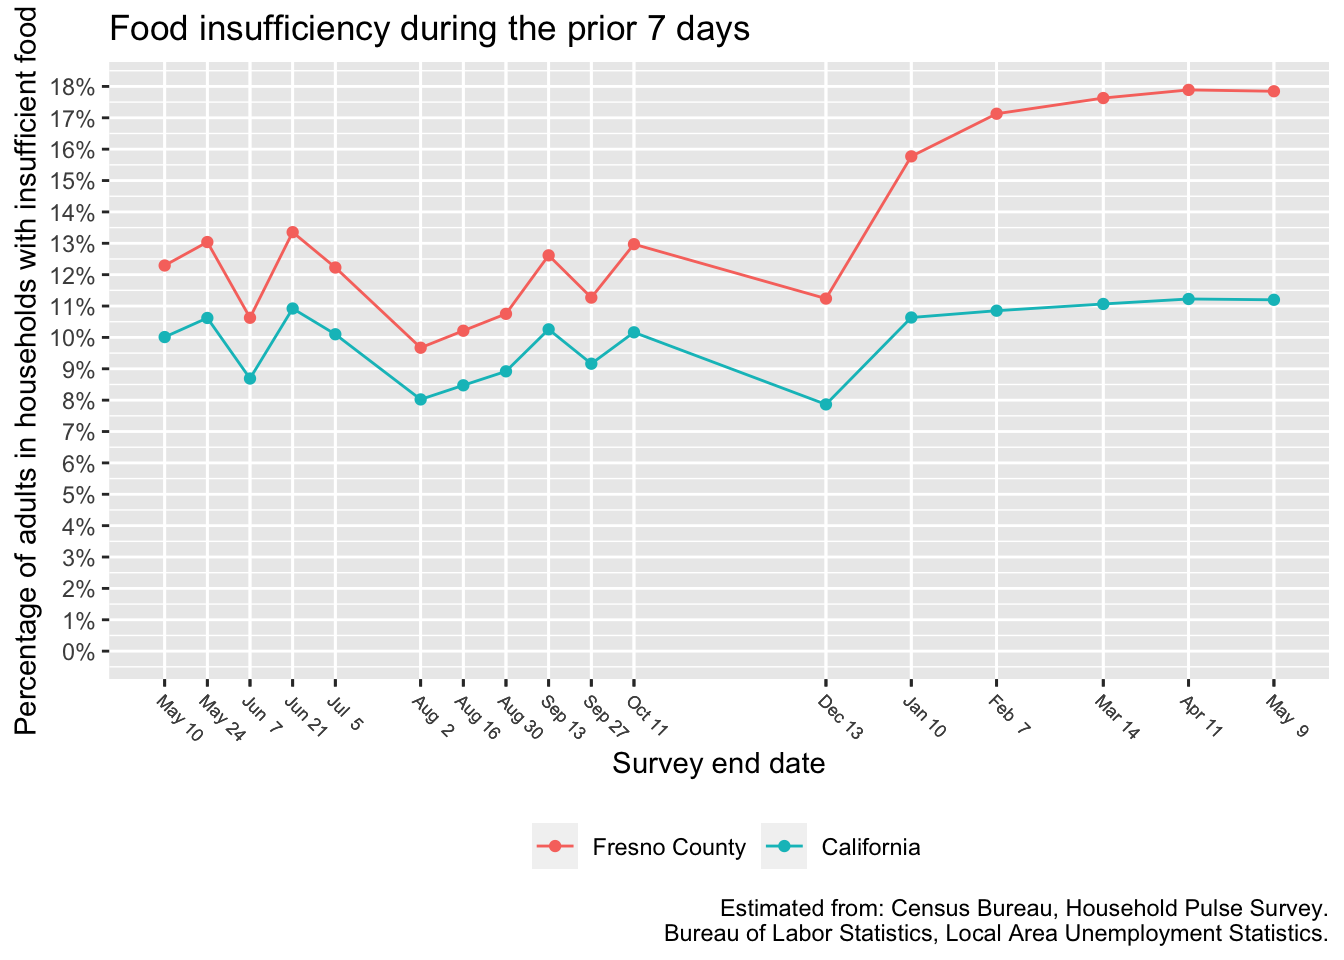 Food insufficiency during the prior 7 days
Percentage of adults in households with insufficient food
18%
17%
16%
15%
14%
13%
12%
11%
10%
9%
8%
7%
6%
5%
4%
3%
2%
1%
0%
May 10
May 24
Jun 7
Jun 21
Jul 5
Aug 2
Aug 16
Aug 30
Sep 13
Sep 27
Oct 11
Dec 13
Jan 10
Feb 7
Mar 14
Apr 11
May 9
Survey end date
Fresno County
California
Estimated from: Census Bureau, Household Pulse Survey.
Bureau of Labor Statistics, Local Area Unemployment Statistics.